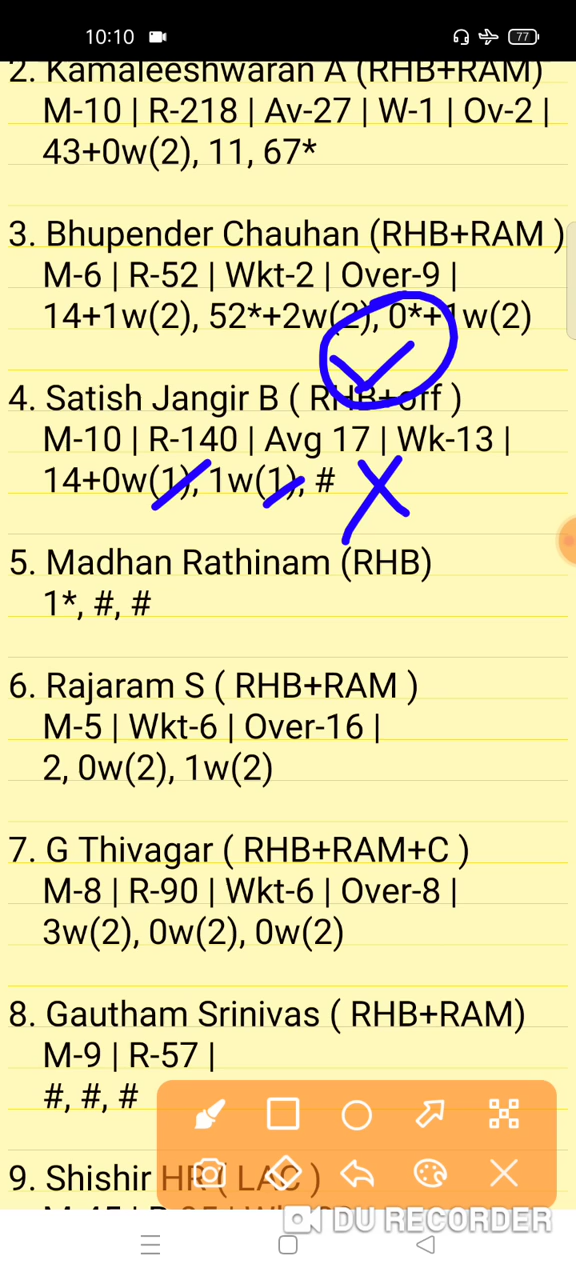 10:10
77
2. Kamaleeshwaran A (RHB+RAM)
M-10 | R-218 | Av-27 | W-1 | Ov-2 |
43+0w(2), 11, 67*
3. Bhupender Chauhan (RHB+RAM )
M-6 | R-52 | Wkt-2 | Over-9 |
14+1w(2), 52*+2w(2), 0*+1w(2)
4. Satish Jangir B ( RHB+off )
M-10 | R-140 | Avg 17 | Wk-13 |
14+0w(1), 1w(1), #
5. Madhan Rathinam (RHB)
1*, #, #
6. Rajaram S ( RHB+RAM )
M-5 | Wkt-6 | Over-16 |
2, 0w(2), 1w(2)
7. G Thivagar ( RHB+RAM+C )
M-8 | R-90 | Wkt-6 | Over-8 |
3w(2), 0w(2), 0w(2)
8. Gautham Srinivas ( RHB+RAM)
M-9 | R-57 |
#, #, #
9. Shishir HR ( LAC )
DU RECORDER